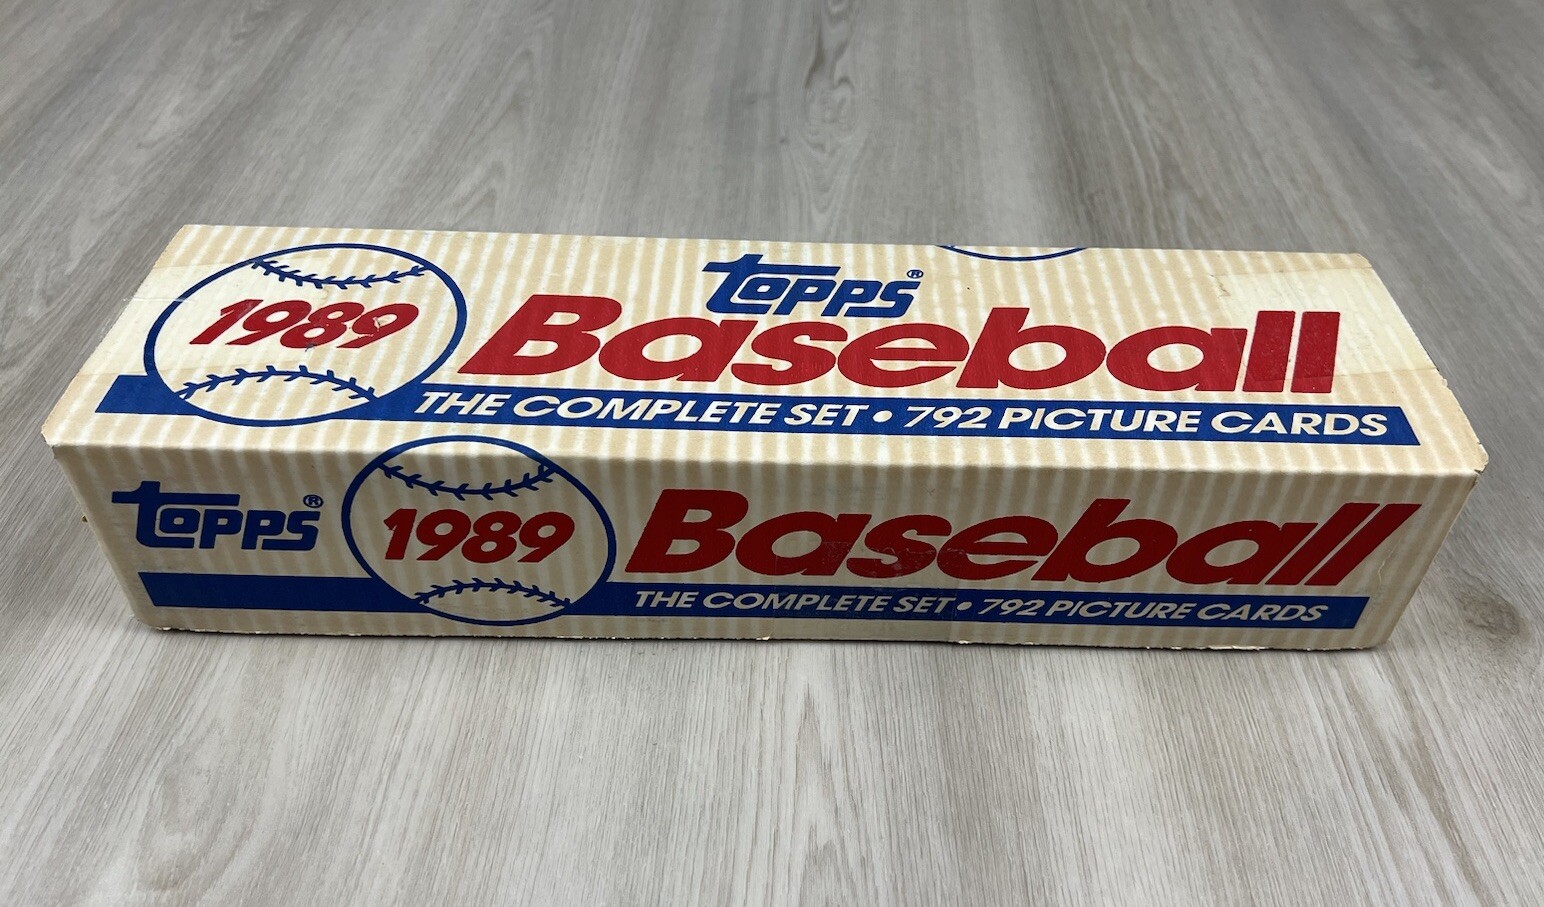 1989
topps®
Baseball
THE COMPLETE SET • 792 PICTURE CARDS
topps®
1989
Baseball
THE COMPLETE SET • 792 PICTURE CARDS